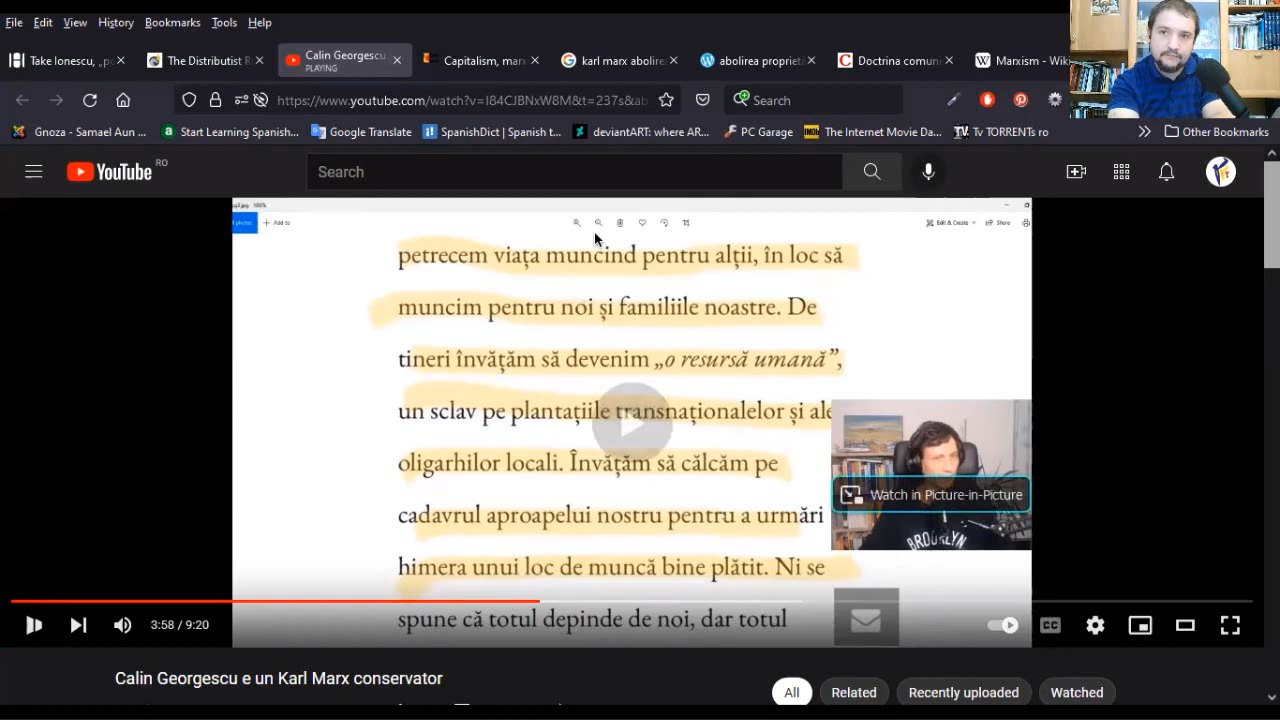 File Edit View History Bookmarks Tools Help
Take Ionescu, „pe
The Distributist R
Calin Georgescu
PLAYING
Capitalism, marx
karl marx abolire
abolirea propriet
Doctrina comun
Marxism - Wik
https://www.youtube.com/watch?v=I84CJBNxW8M&t=237s&ab
Search
Gnoza - Samael Aun ...
Start Learning Spanish...
Google Translate
SpanishDict | Spanish t...
deviantART: where AR...
PC Garage
The Internet Movie Da...
Tv TORRENTs ro
Other Bookmarks
YouTube RO
Search
100%
Add to
Edit & Create
Share
petrecem viața muncind pentru alții, în loc să
muncim pentru noi și familiile noastre. De
tineri învățăm să devenim „o resursă umană”,
un sclav pe plantațiile transnaționalelor și ale
oligarhilor locali. Învățăm să călcăm pe
cadavrul aproapelui nostru pentru a urmări
himera unui loc de muncă bine plătit. Ni se
spune că totul depinde de noi, dar totul
Watch in Picture-in-Picture
BROOKLYN
3:58 / 9:20
CC
Calin Georgescu e un Karl Marx conservator
All
Related
Recently uploaded
Watched